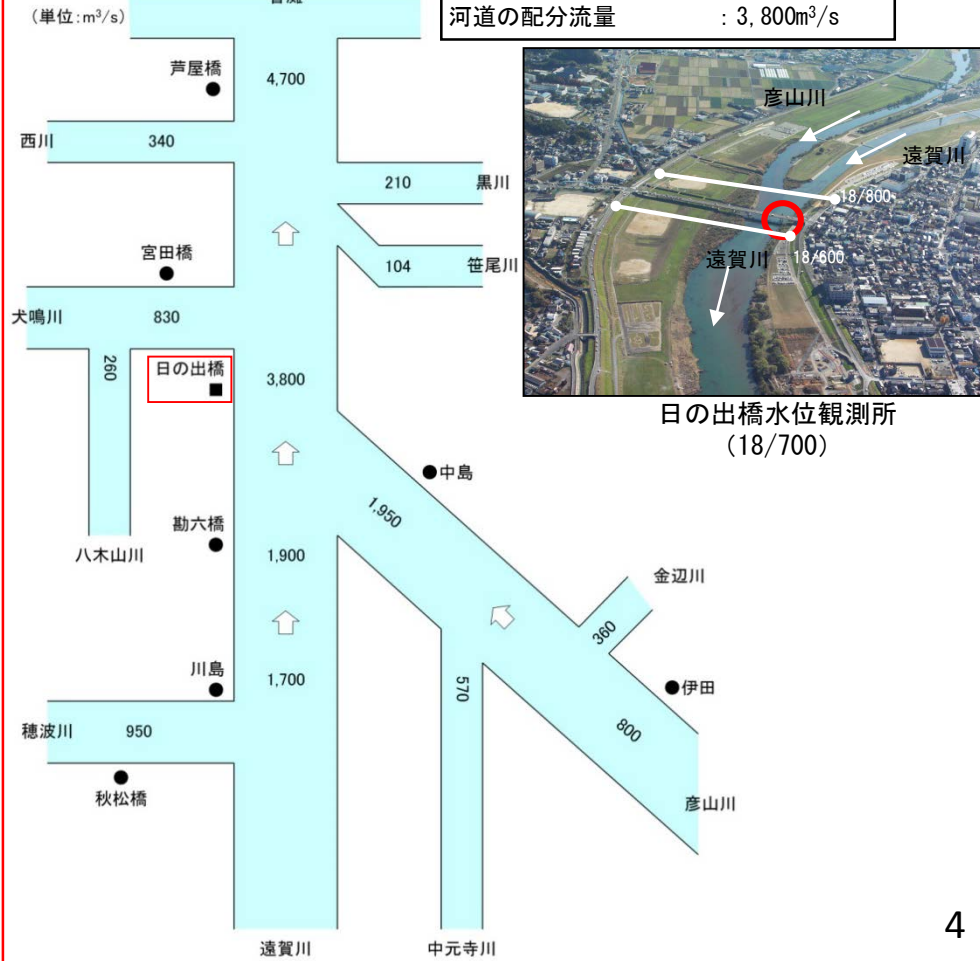 (単位:m³/s)
河道の配分流量 : 3,800m³/s
芦屋橋
4,700
西川 340
210 黒川
宮田橋
104 笹尾川
犬鳴川 830
260
日の出橋
3,800
中島
1,950
勘六橋
1,900
八木山川
金辺川
360
川島
1,700
570
伊田
穂波川 950
800
秋松橋
彦山川
遠賀川 中元寺川
彦山川
遠賀川
18/800
遠賀川 18/600
日の出橋水位観測所
(18/700)
4